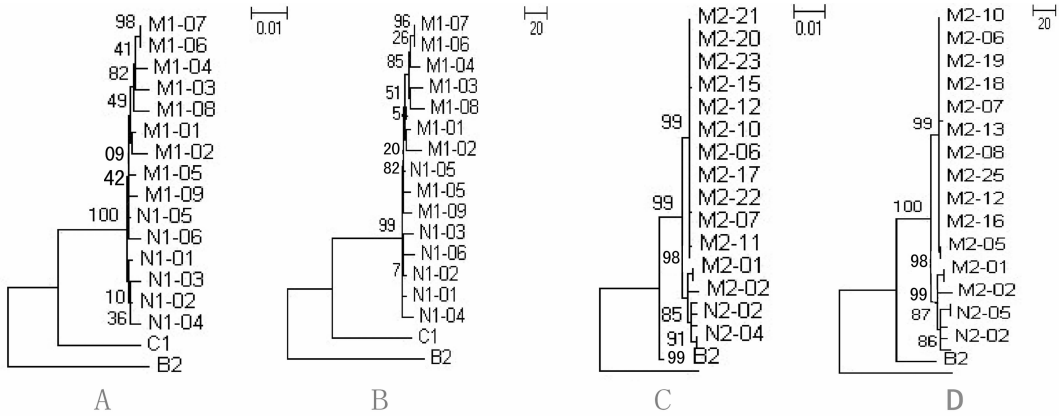 98
M1-07
M1-06
41
M1-04
82
M1-03
49
M1-08
M1-01
09
M1-02
42
M1-05
M1-09
100
N1-05
N1-06
N1-01
N1-03
10
N1-02
36
N1-04
C1
B2
A
0.01
96
M1-07
26
M1-06
85
M1-04
51
M1-03
54
M1-08
M1-01
20
M1-02
82
N1-05
M1-05
M1-09
99
N1-03
N1-06
7
N1-02
N1-01
N1-04
C1
B2
B
20
M2-21
M2-20
M2-23
M2-15
M2-12
99
M2-10
M2-06
M2-17
M2-22
99
M2-07
M2-11
98
M2-01
M2-02
85
N2-02
N2-04
91
99
B2
C
0.01
M2-10
M2-06
M2-19
M2-18
M2-07
99
M2-13
M2-08
M2-25
M2-12
100
M2-16
M2-05
98
M2-01
99
M2-02
87
N2-05
N2-02
86
B2
D
20